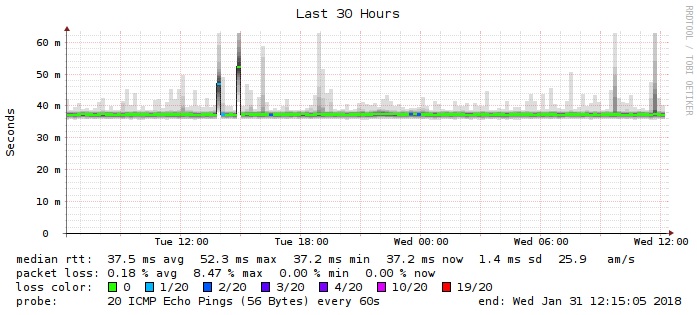 Last 30 Hours
RRDTOOL / TOBI OETIKER
Seconds
60 m
50 m
40 m
30 m
20 m
10 m
0
Tue 12:00 Tue 18:00 Wed 00:00 Wed 06:00 Wed 12:00
median rtt: 37.5 ms avg 52.3 ms max 37.2 ms min 37.2 ms now 1.4 ms sd 25.9 am/s
packet loss: 0.18 % avg 8.47 % max 0.00 % min 0.00 % now
loss color: 0 1/20 2/20 3/20 4/20 10/20 19/20
probe: 20 ICMP Echo Pings (56 Bytes) every 60s end: Wed Jan 31 12:15:05 2018